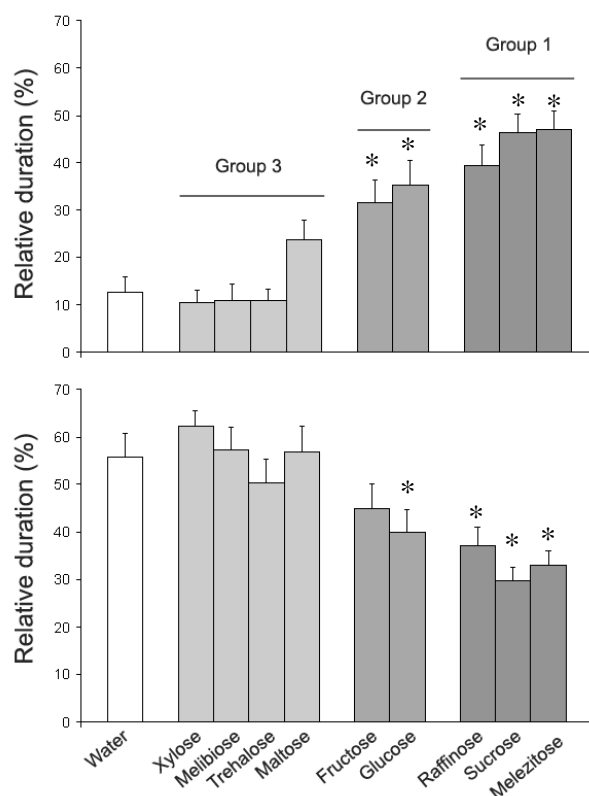 Group 1
Group 2
Group 3
Relative duration (%)
70
60
50
40
30
20
10
0
* * * * *
Relative duration (%)
70
60
50
40
30
20
10
0
* * * *
Water
Xylose
Melibiose
Trehalose
Maltose
Fructose
Glucose
Raffinose
Sucrose
Melezitose